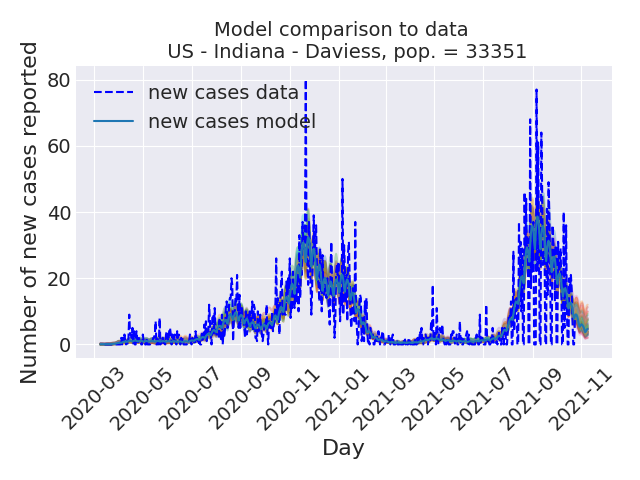 Model comparison to data
US - Indiana - Daviess, pop. = 33351
Number of new cases reported
80
60
40
20
0
new cases data
new cases model
2020-03
2020-05
2020-07
2020-09
2020-11
2021-01
2021-03
2021-05
2021-07
2021-09
2021-11
Day